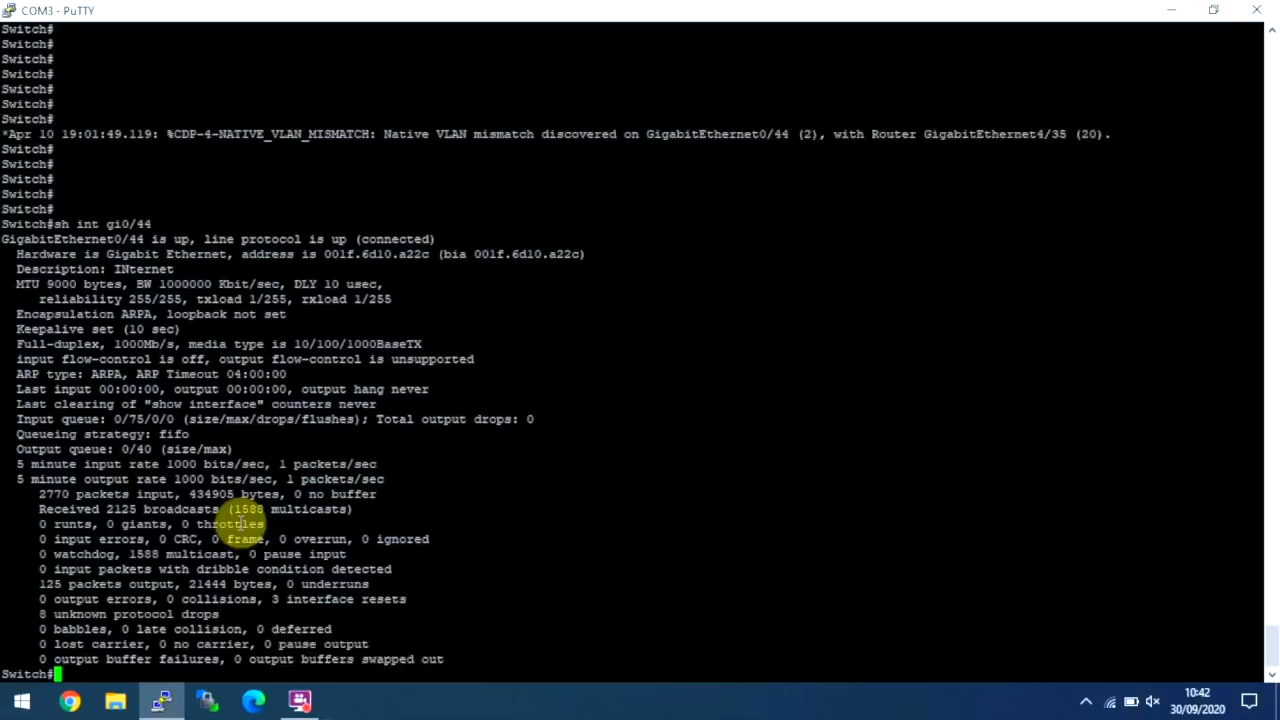 COM3 - PuTTY
Switch#
Switch#
Switch#
Switch#
Switch#
Switch#
Switch#
*Apr 10 19:01:49.119: %CDP-4-NATIVE_VLAN_MISMATCH: Native VLAN mismatch discovered on GigabitEthernet0/44 (2), with Router GigabitEthernet4/35 (20).
Switch#
Switch#
Switch#
Switch#
Switch#
Switch#sh int gi0/44
GigabitEthernet0/44 is up, line protocol is up (connected)
Hardware is Gigabit Ethernet, address is 001f.6d10.a22c (bia 001f.6d10.a22c)
Description: INternet
MTU 9000 bytes, BW 1000000 Kbit/sec, DLY 10 usec,
reliability 255/255, txload 1/255, rxload 1/255
Encapsulation ARPA, loopback not set
Keepalive set (10 sec)
Full-duplex, 1000Mb/s, media type is 10/100/1000BaseTX
input flow-control is off, output flow-control is unsupported
ARP type: ARPA, ARP Timeout 04:00:00
Last input 00:00:00, output 00:00:00, output hang never
Last clearing of "show interface" counters never
Input queue: 0/75/0/0 (size/max/drops/flushes); Total output drops: 0
Queueing strategy: fifo
Output queue: 0/40 (size/max)
5 minute input rate 1000 bits/sec, 1 packets/sec
5 minute output rate 1000 bits/sec, 1 packets/sec
2770 packets input, 434905 bytes, 0 no buffer
Received 2125 broadcasts (1588 multicasts)
0 runts, 0 giants, 0 throttles
0 input errors, 0 CRC, 0 frame, 0 overrun, 0 ignored
0 watchdog, 1588 multicast, 0 pause input
0 input packets with dribble condition detected
125 packets output, 21444 bytes, 0 underruns
0 output errors, 0 collisions, 3 interface resets
8 unknown protocol drops
0 babbles, 0 late collision, 0 deferred
0 lost carrier, 0 no carrier, 0 pause output
0 output buffer failures, 0 output buffers swapped out
Switch#
10:42
30/09/2020